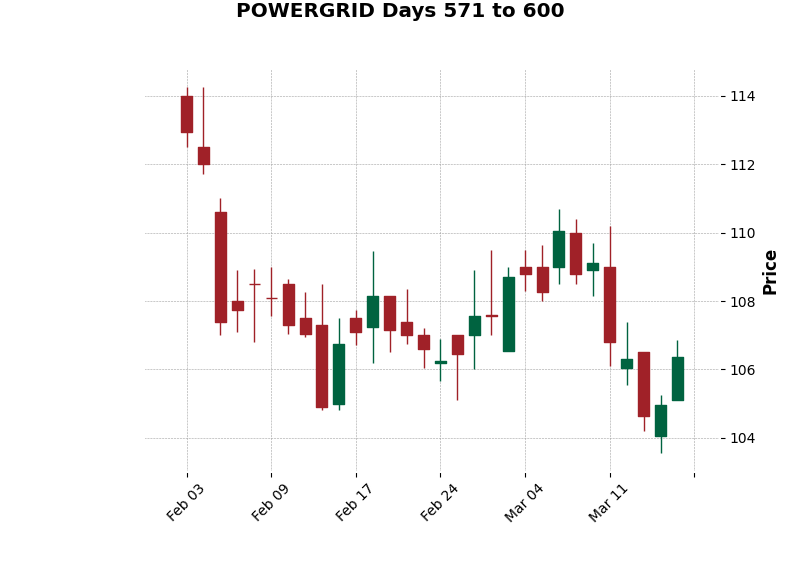 POWERGRID Days 571 to 600
114
112
110
108
106
104
Price
Feb 03
Feb 09
Feb 17
Feb 24
Mar 04
Mar 11